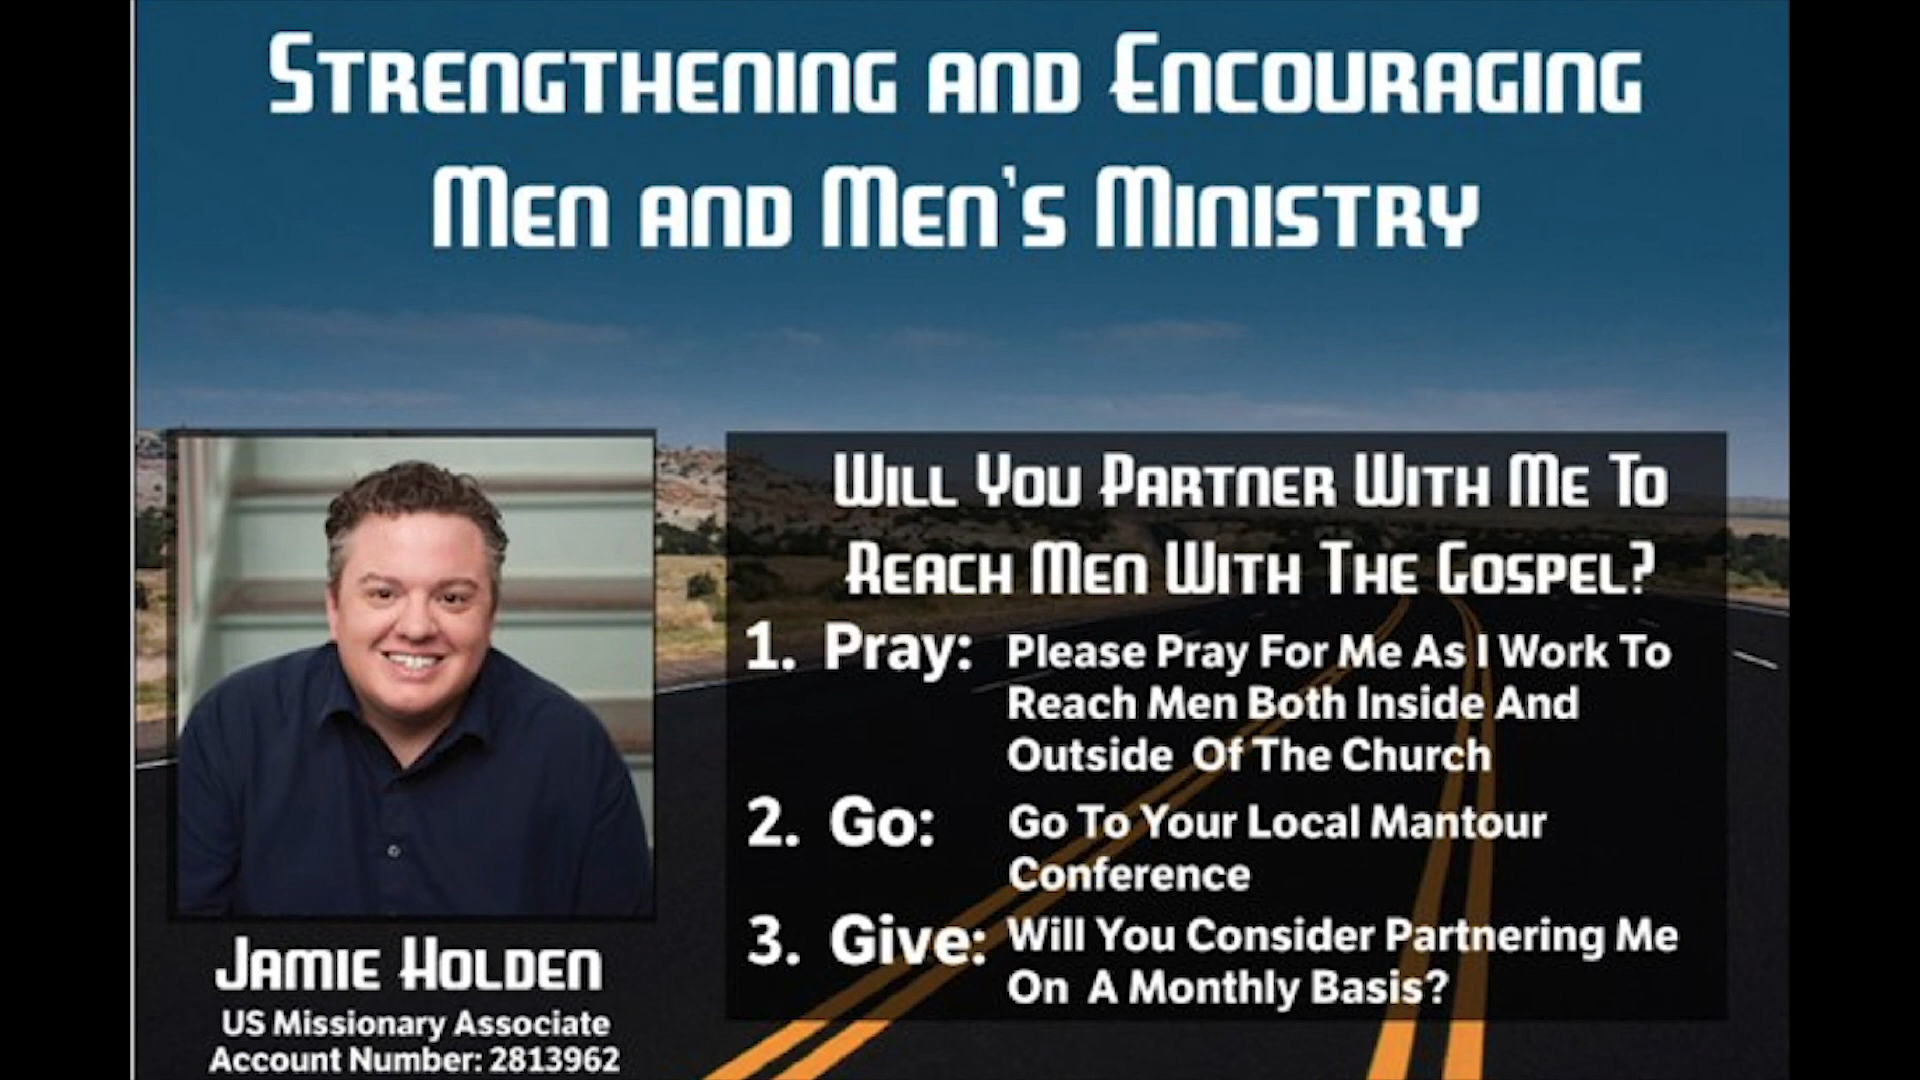 Strengthening and Encouraging
Men and Men's Ministry
Will You Partner With Me To
Reach Men With The Gospel?
1. Pray: Please Pray For Me As I Work To
Reach Men Both Inside And
Outside Of The Church
2. Go: Go To Your Local Mantour
Conference
3. Give: Will You Consider Partnering Me
On A Monthly Basis?
Jamie Holden
US Missionary Associate
Account Number: 2813962